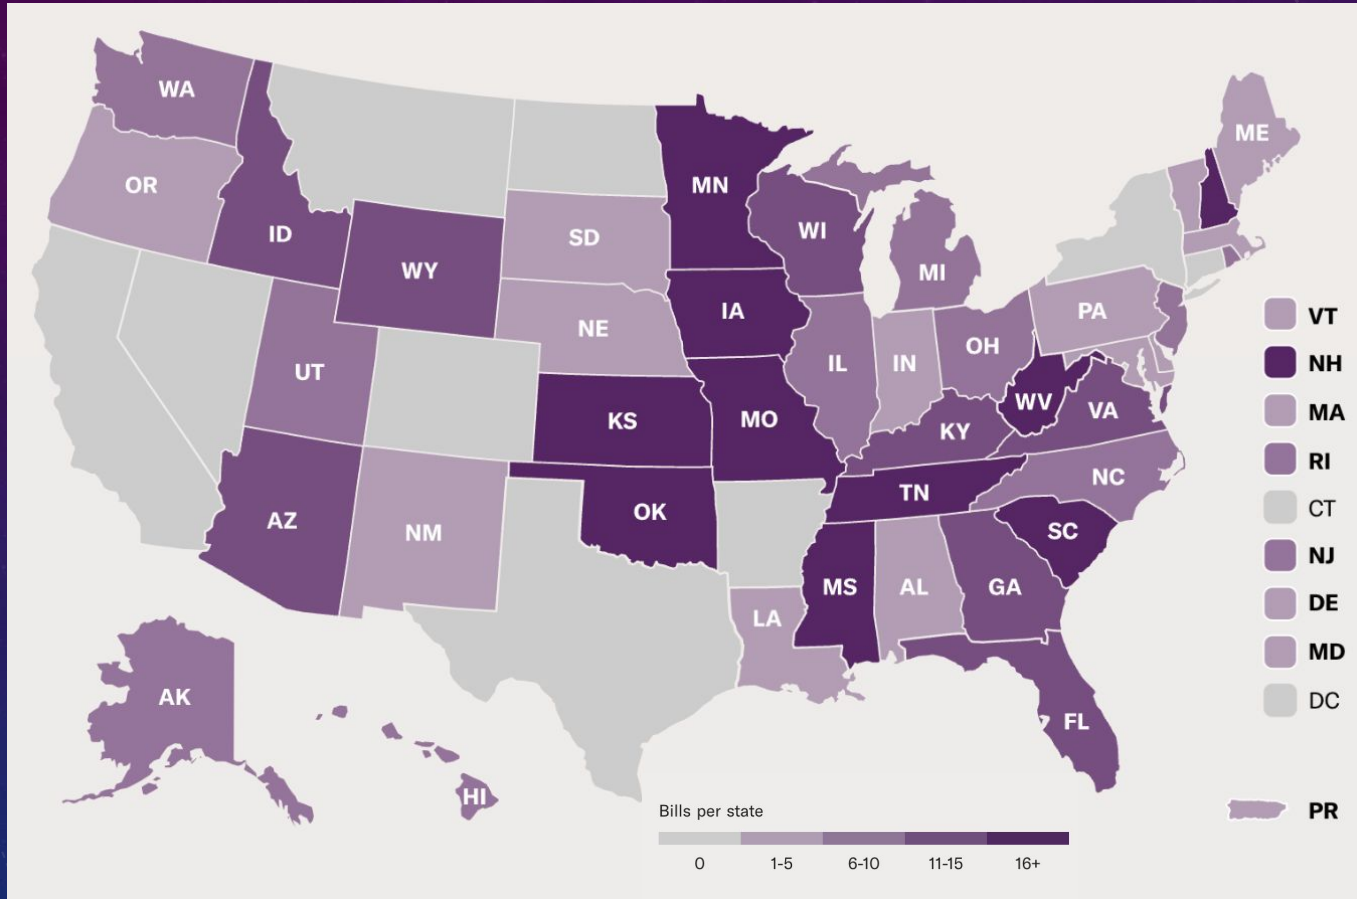 WA
ME
OR
MN
ID
SD
WI
WY
MI
IA
PA
VT
NE
OH
NH
UT
IL
IN
WV
VA
MA
KS
MO
KY
RI
NC
TN
CT
AZ
NM
OK
SC
NJ
MS
AL
GA
DE
LA
MD
AK
DC
FL
HI
PR
Bills per state
0 1-5 6-10 11-15 16+